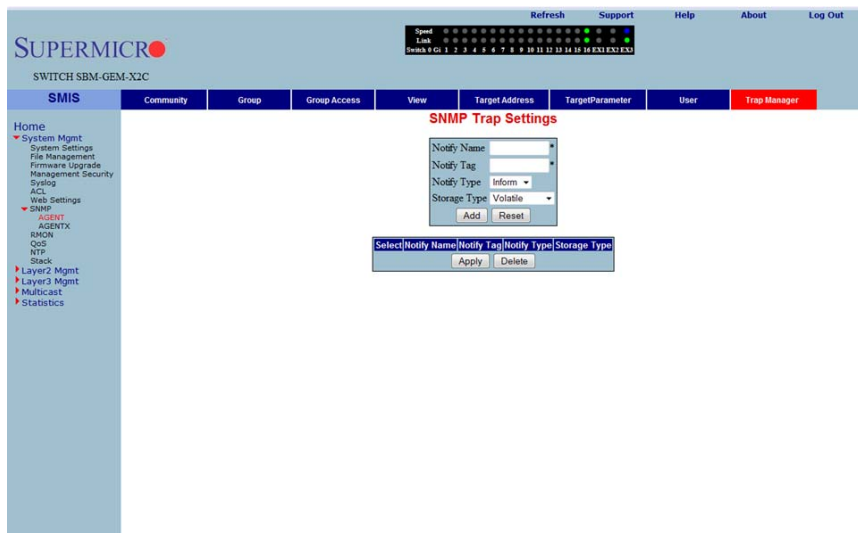 Refresh Support Help About Log Out
SUPERMICRO
SWITCH SBM-GEM-X2C
Speed
Link
Switch 0 Gi 1 2 3 4 5 6 7 8 9 10 11 12 13 14 15 16 EX1 EX2 EX3
SMIS
Community Group Group Access View Target Address TargetParameter User Trap Manager
Home
System Mgmt
System Settings
File Management
Firmware Upgrade
Management Security
Syslog
ACL
Web Settings
SNMP
AGENT
AGENTX
RMON
QoS
NTP
Stack
Layer2 Mgmt
Layer3 Mgmt
Multicast
Statistics
SNMP Trap Settings
Notify Name *
Notify Tag *
Notify Type Inform
Storage Type Volatile
Add Reset
Select Notify Name Notify Tag Notify Type Storage Type
Apply Delete